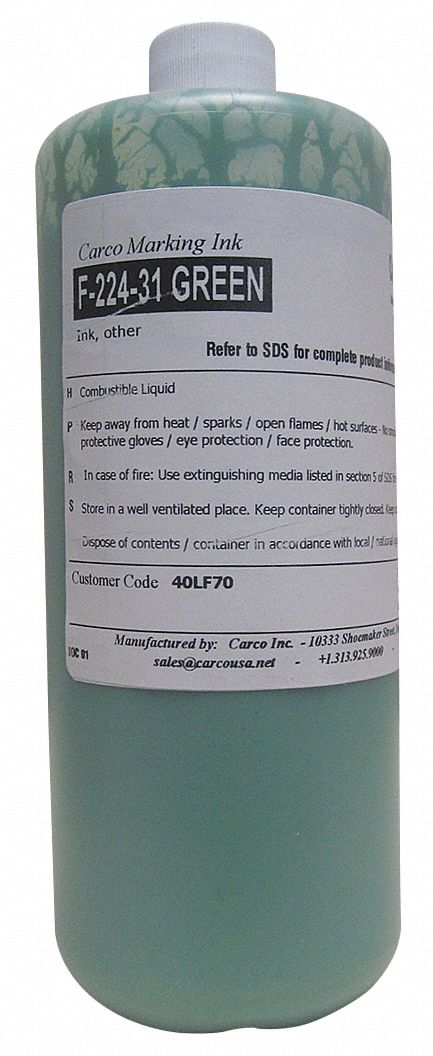 Carco Marking Ink
F-224-31 GREEN
Ink, other
Refer to SDS for complete product
H Combustible Liquid
P Keep away from heat / sparks / open flames / hot surfaces - No
protective gloves / eye protection / face protection.
R In case of fire: Use extinguishing media listed in section 5 of SDS
S Store in a well ventilated place. Keep container tightly closed. Keep
Dispose of contents / container in accordance with local / national
Customer Code 40LF70
Manufactured by: Carco Inc. - 10333 Shoemaker Street,
DOC 01 sales@carcousa.net - +1.313.925.9000 -